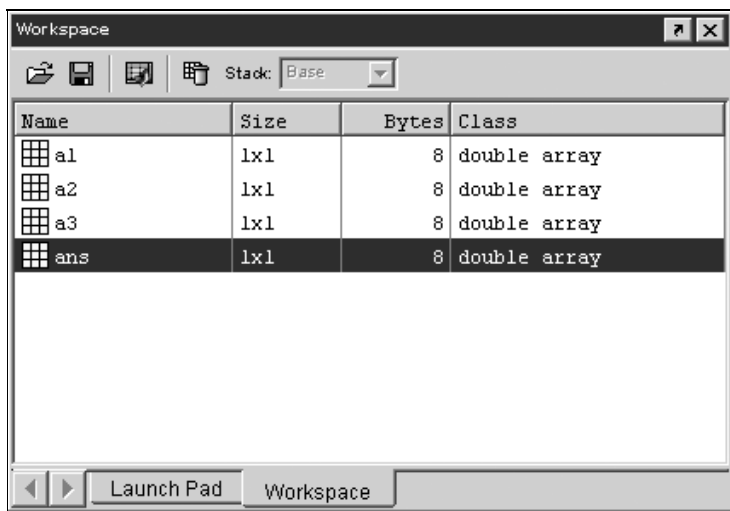 Workspace
Stack: Base
Name Size Bytes Class
a1 1x1 8 double array
a2 1x1 8 double array
a3 1x1 8 double array
ans 1x1 8 double array
Launch Pad Workspace